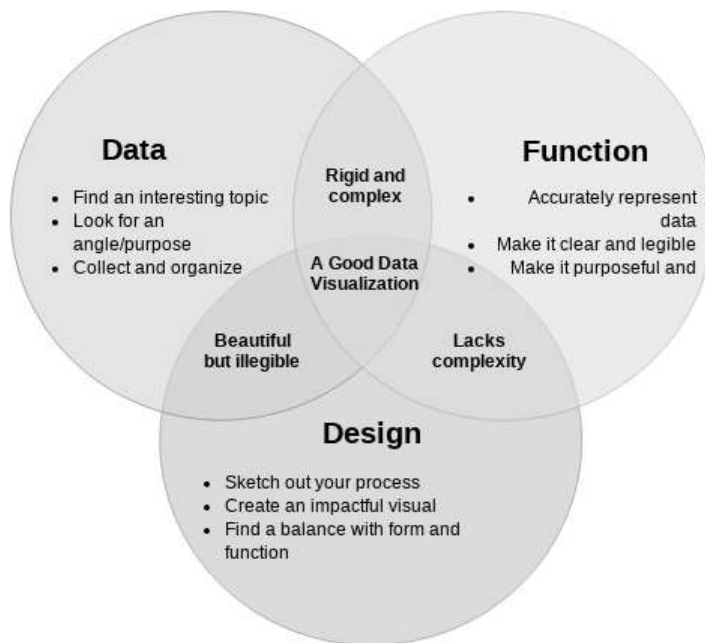 Data
Find an interesting topic
Look for an
angle/purpose
Collect and organize
Rigid and
complex
Function
Accurately represent
data
Make it clear and legible
Make it purposeful and
A Good Data
Visualization
Beautiful
but illegible
Lacks
complexity
Design
Sketch out your process
Create an impactful visual
Find a balance with form and
function